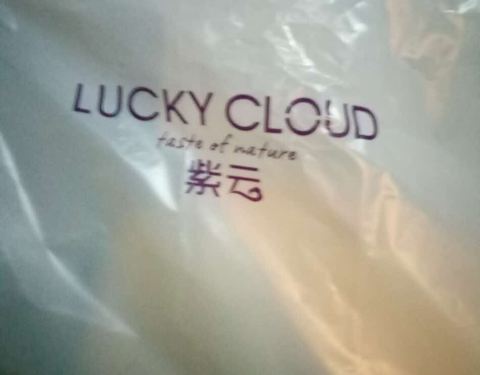 LUCKY CLOUD
taste of nature
紫云